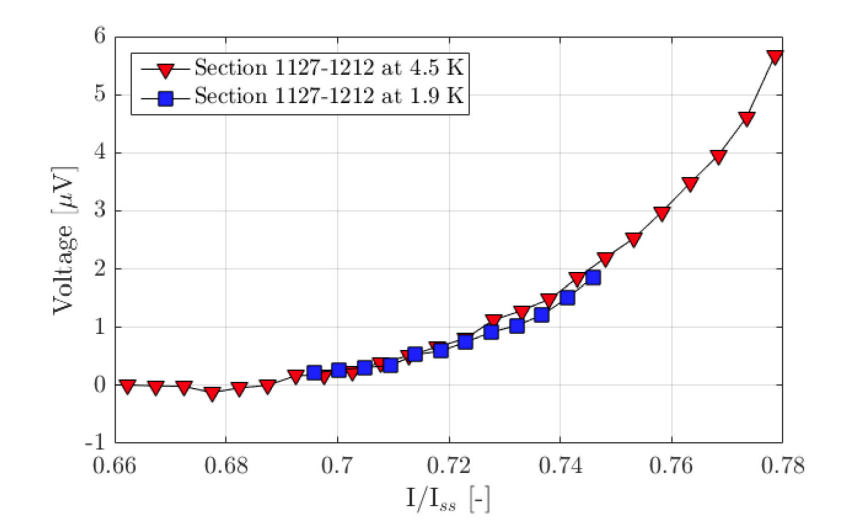 6
5
4
3
2
1
0
-1
Voltage [μV]
Section 1127-1212 at 4.5 K
Section 1127-1212 at 1.9 K
0.66 0.68 0.7 0.72 0.74 0.76 0.78
I/I_ss [-]